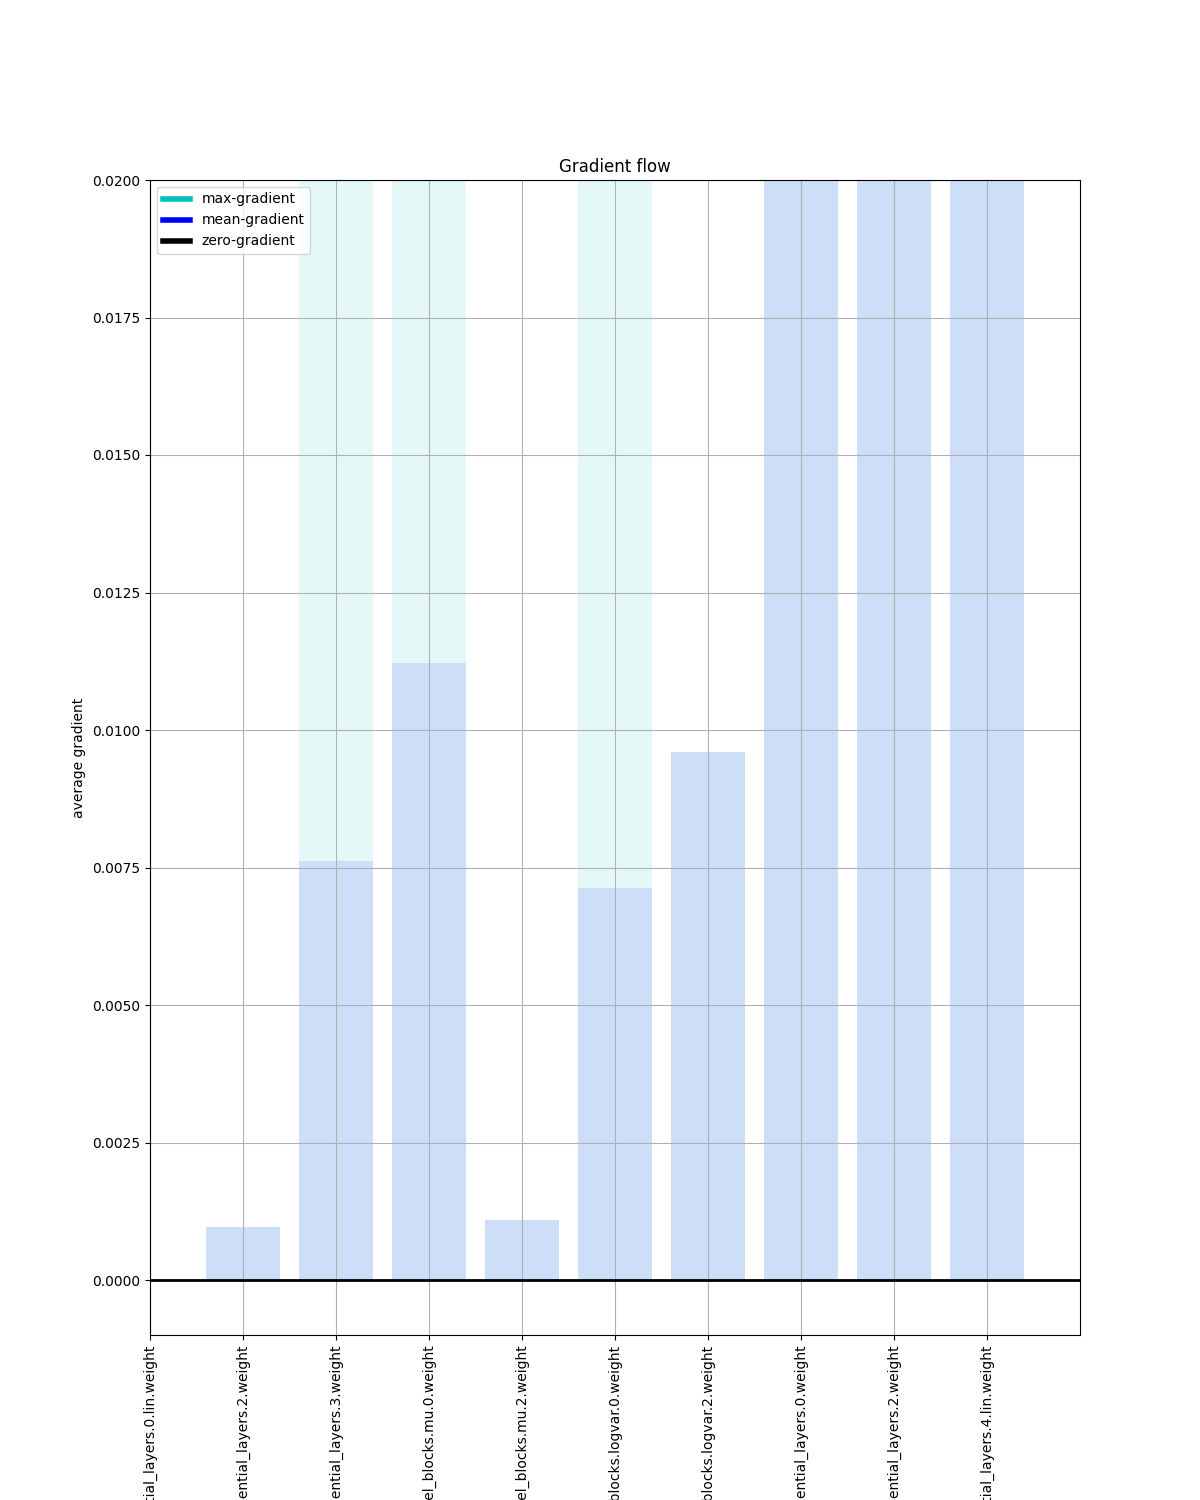 Gradient flow
max-gradient
mean-gradient
zero-gradient
0.0200
0.0175
0.0150
0.0125
0.0100
0.0075
0.0050
0.0025
0.0000
average gradient
tial_layers.0.lin.weight
ential_layers.2.weight
ential_layers.3.weight
el_blocks.mu.0.weight
el_blocks.mu.2.weight
blocks.logvar.0.weight
blocks.logvar.2.weight
ential_layers.0.weight
ential_layers.2.weight
tial_layers.4.lin.weight